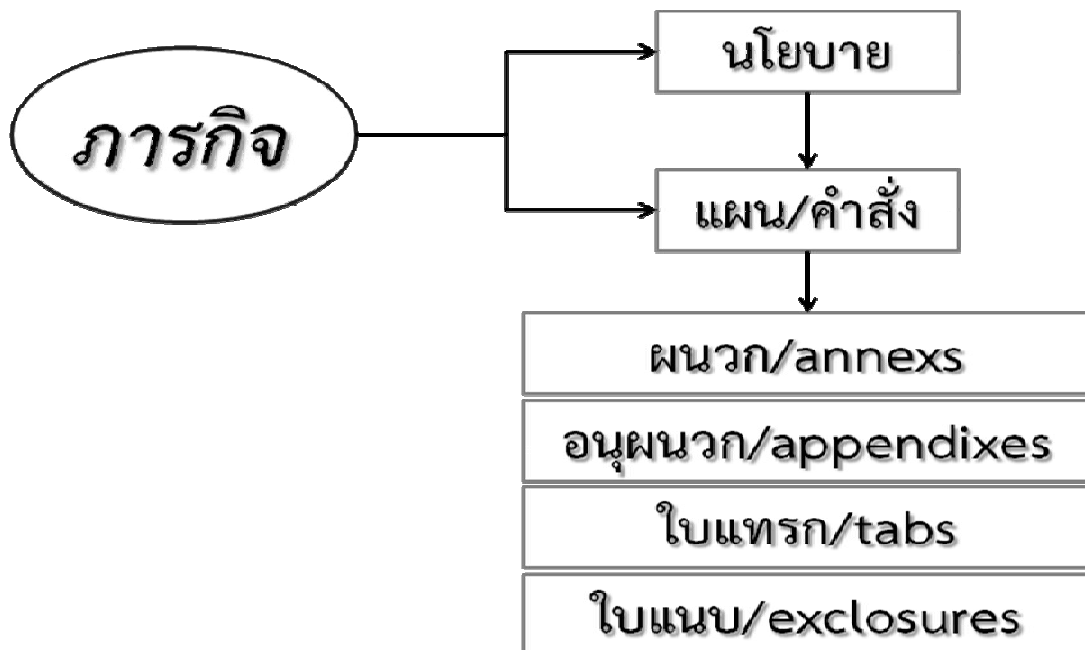 ภารกิจ
นโยบาย
แผน/คำสั่ง
ผนวก/annexs
อนุผนวก/appendixes
ใบแทรก/tabs
ใบแนบ/exclosures